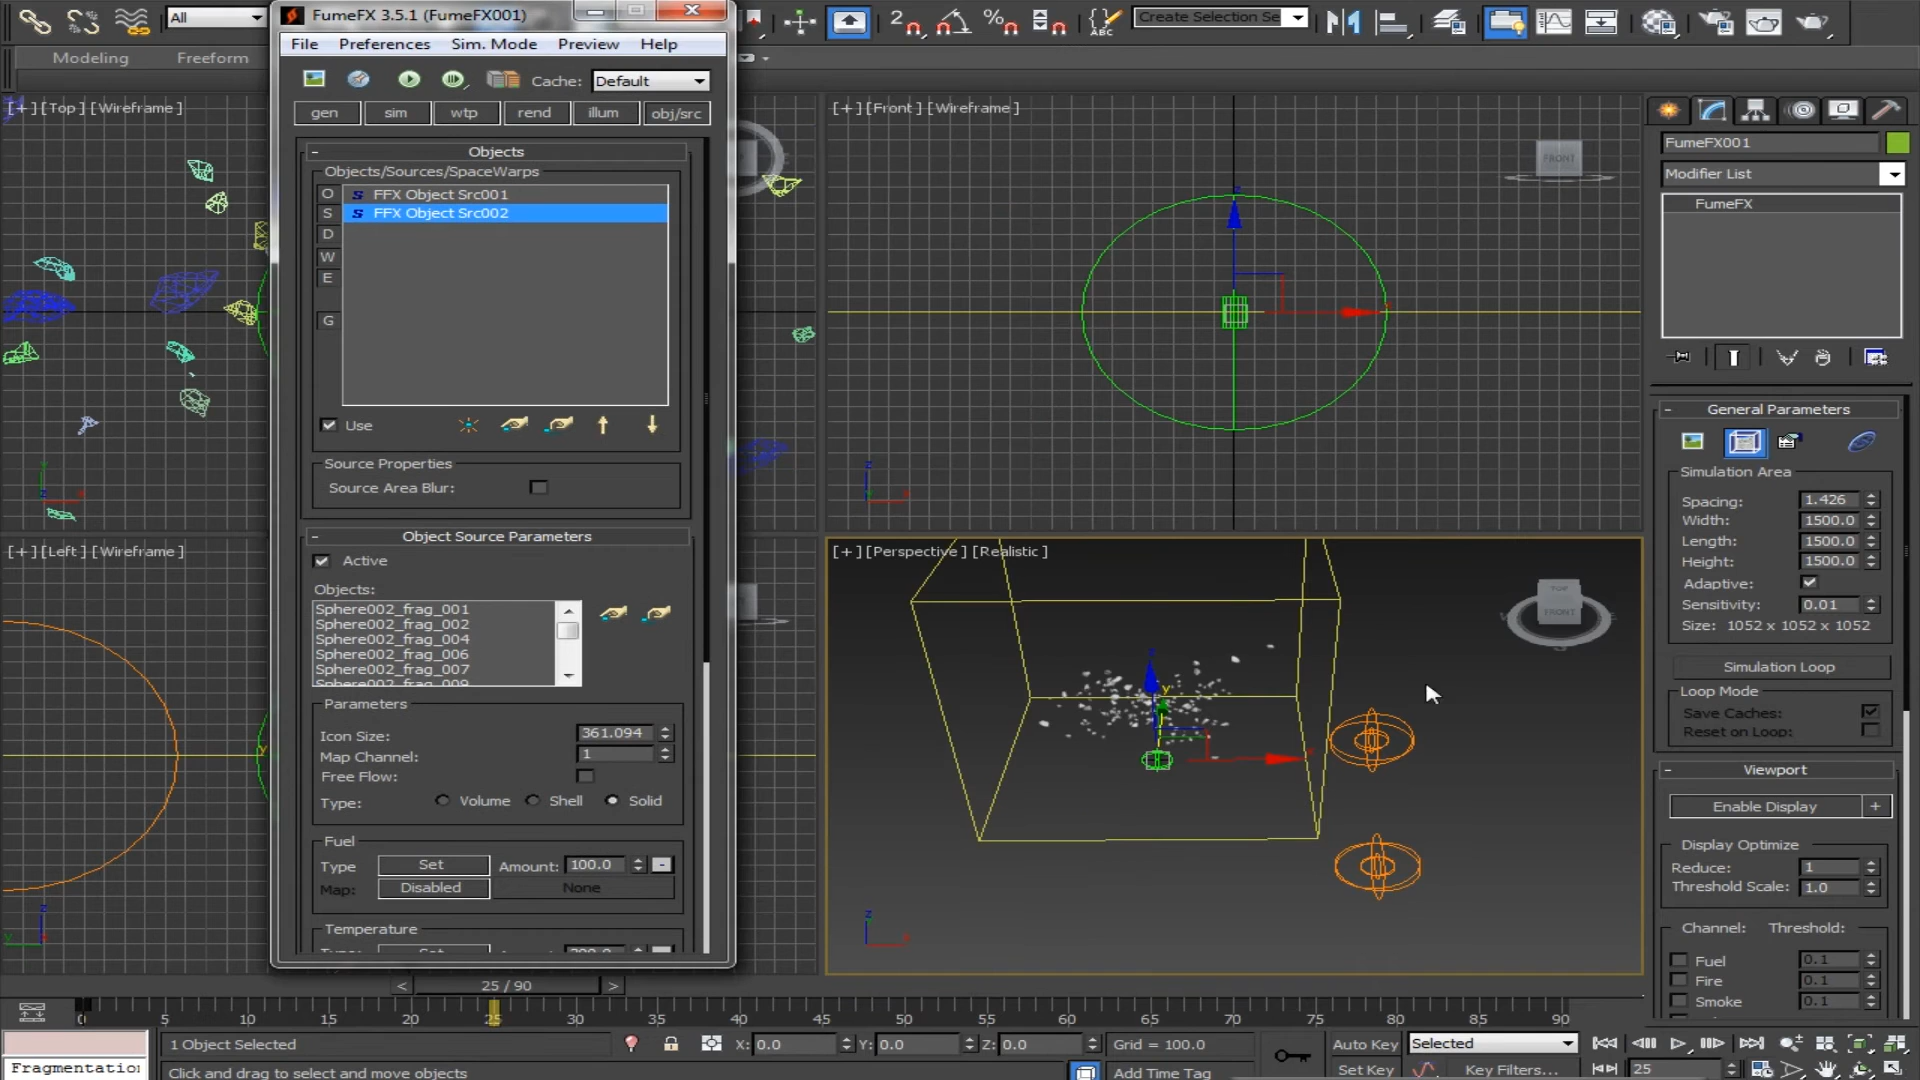 FumeFX 3.5.1 (FumeFX001)
All
Create Selection Se
ABC
File Preferences Sim. Mode Preview Help
Modeling Freeform
Cache: Default
gen sim wtp rend illum obj/src
[+][Top][Wireframe]
[+][Front][Wireframe]
FRONT
FumeFX001
Modifier List
FumeFX
- Objects
Objects/Sources/SpaceWarps
O S FFX Object Src001
S S FFX Object Src002
D
W
E
G
Use
Source Properties
Source Area Blur:
- General Parameters
Simulation Area
Spacing: 1.426
Width: 1500.0
Length: 1500.0
Height: 1500.0
Adaptive:
Sensitivity: 0.01
Size: 1052 x 1052 x 1052
Simulation Loop
Loop Mode
Save Caches:
Reset on Loop:
- Object Source Parameters
Active
Objects:
Sphere002_frag_001
Sphere002_frag_002
Sphere002_frag_004
Sphere002_frag_006
Sphere002_frag_007
Sphere002_frag_009
[+][Left][Wireframe]
[+][Perspective][Realistic]
TOP
FRONT
Parameters
Icon Size: 361.094
Map Channel: 1
Free Flow:
Type: Volume Shell Solid
Fuel
Type Set Amount: 100.0 -
Map: Disabled None
Temperature
- Viewport
Enable Display +
Display Optimize
Reduce: 1
Threshold Scale: 1.0
Channel: Threshold:
Fuel 0.1
Fire 0.1
Smoke 0.1
< 25 / 90 >
0 5 10 15 20 25 30 35 40 45 50 55 60 65 70 75 80 85 90
1 Object Selected X: 0.0 Y: 0.0 Z: 0.0 Grid = 100.0 Auto Key Selected
Fragmentation Click and drag to select and move objects Add Time Tag Set Key Key Filters... 25